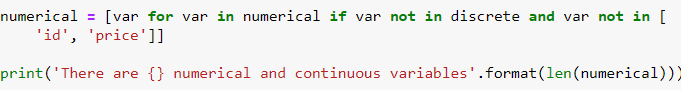 numerical = [var for var in numerical if var not in discrete and var not in [
'id', 'price']]
print('There are {} numerical and continuous variables'.format(len(numerical)))